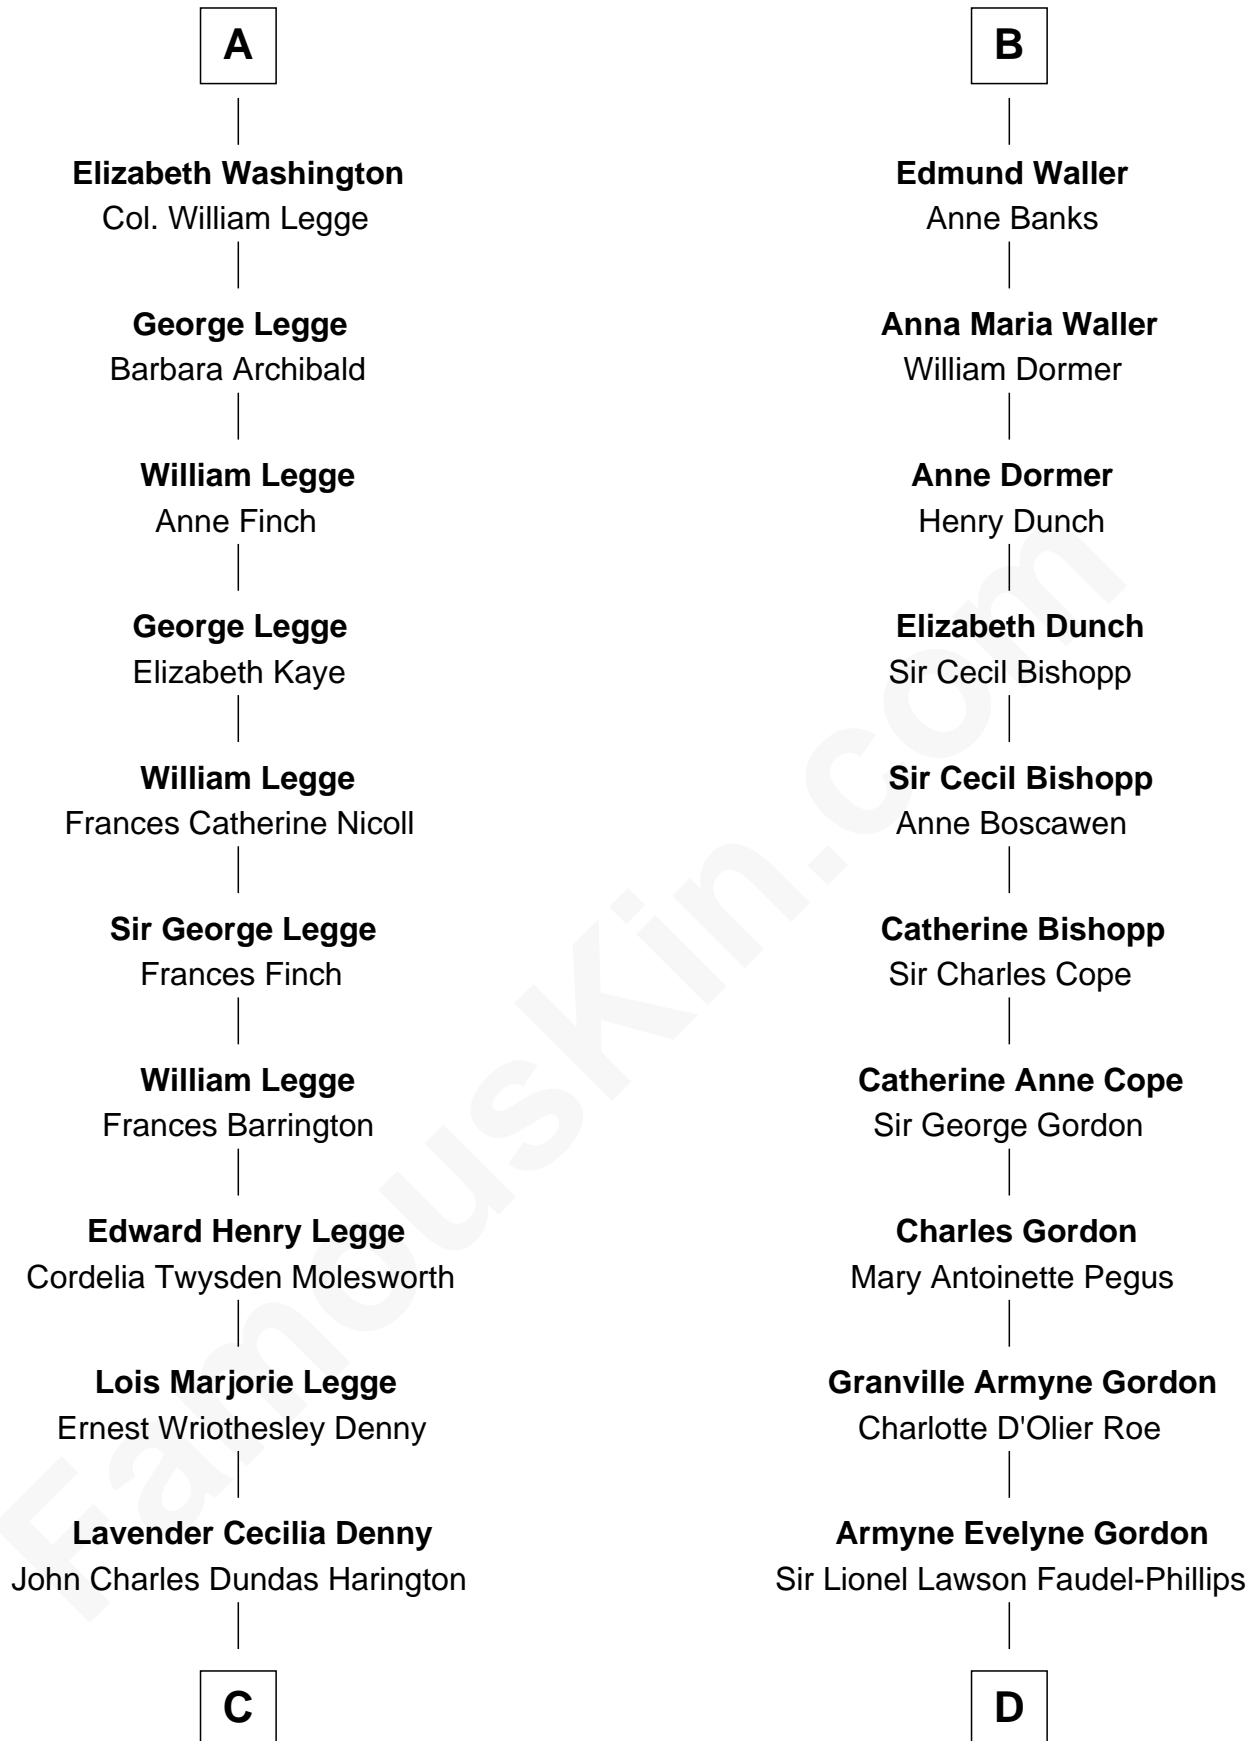 A
Elizabeth Washington
Col. William Legge
George Legge
Barbara Archibald
William Legge
Anne Finch
George Legge
Elizabeth Kaye
William Legge
Frances Catherine Nicoll
Sir George Legge
Frances Finch
William Legge
Frances Barrington
Edward Henry Legge
Cordelia Twysden Molesworth
Lois Marjorie Legge
Ernest Wriothesley Denny
Lavender Cecilia Denny
John Charles Dundas Harington
C
B
Edmund Waller
Anne Banks
Anna Maria Waller
William Dormer
Anne Dormer
Henry Dunch
Elizabeth Dunch
Sir Cecil Bishopp
Sir Cecil Bishopp
Anne Boscawen
Catherine Bishopp
Sir Charles Cope
Catherine Anne Cope
Sir George Gordon
Charles Gordon
Mary Antoinette Pegus
Granville Armyne Gordon
Charlotte D'Olier Roe
Armyne Evelyne Gordon
Sir Lionel Lawson Faudel-Phillips
D
FamousKin.com